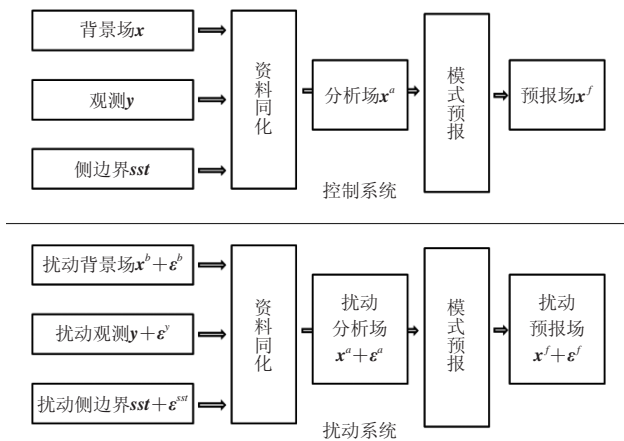 背景场x
观测y
侧边界sst
资料同化
分析场xᵃ
模式预报
预报场xᶠ
控制系统
扰动背景场xᵇ+εᵇ
扰动观测y+εʸ
扰动侧边界sst+εˢˢᵗ
资料同化
扰动
分析场
xᵃ+εᵃ
模式预报
扰动
预报场
xᶠ+εᶠ
扰动系统